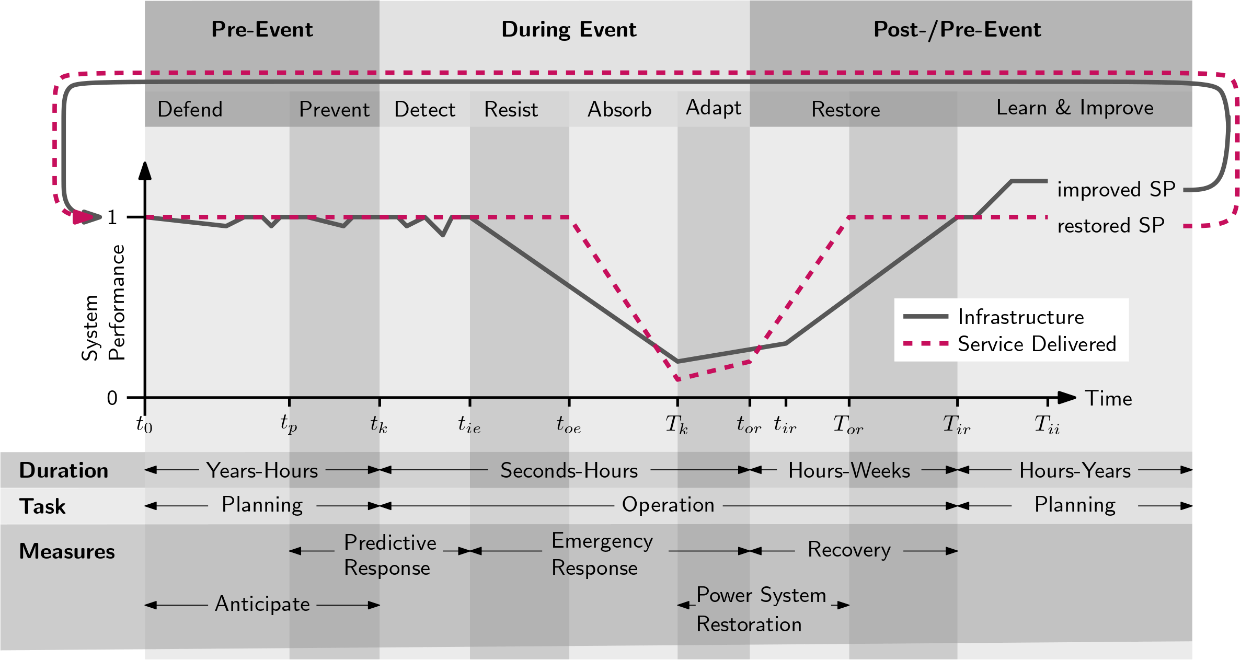 Pre-Event During Event Post-/Pre-Event
Defend Prevent Detect Resist Absorb Adapt Restore Learn & Improve
improved SP
1
restored SP
System
Performance
Infrastructure
Service Delivered
0
Time
t0 tp tk tie toe Tk tor tir Tor Tir Tii
Duration Years-Hours Seconds-Hours Hours-Weeks Hours-Years
Task Planning Operation Planning
Measures
Predictive
Response
Emergency
Response
Recovery
Anticipate
Power System
Restoration